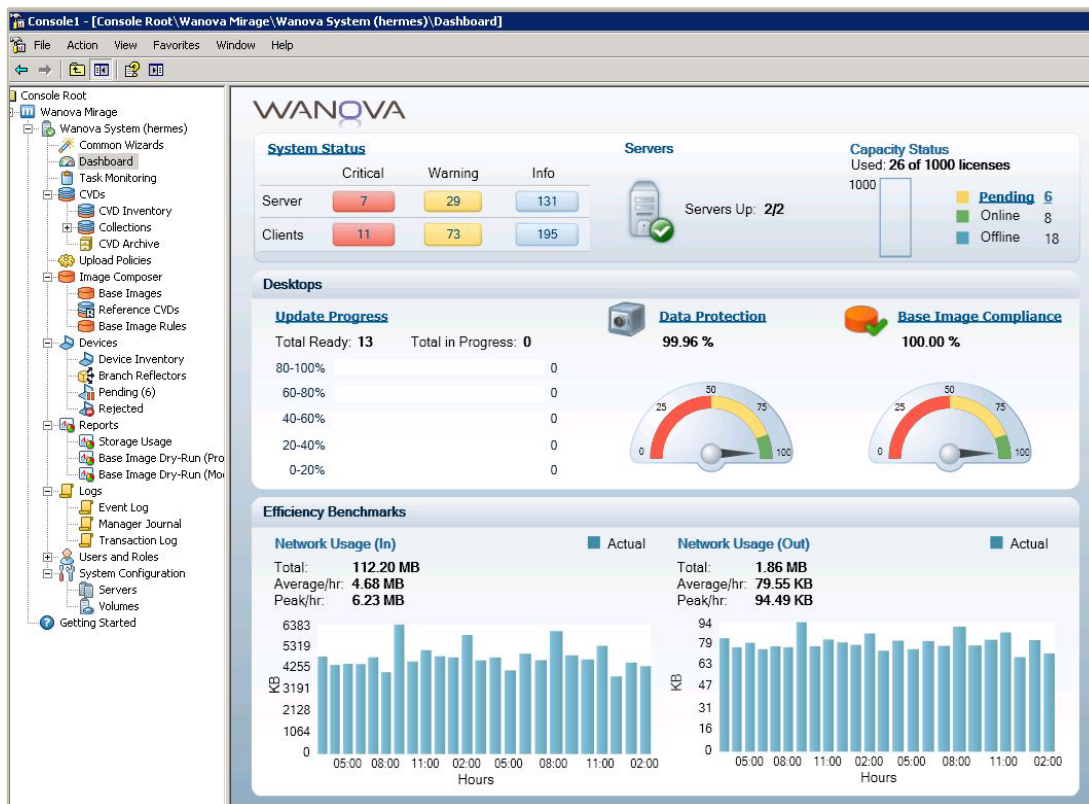 Console1 - [Console Root\Wanova Mirage\Wanova System (hermes)\Dashboard]
File Action View Favorites Window Help
Console Root
Wanova Mirage
Wanova System (hermes)
Common Wizards
Dashboard
Task Monitoring
CVDs
CVD Inventory
Collections
CVD Archive
Upload Policies
Image Composer
Base Images
Reference CVDs
Base Image Rules
Devices
Device Inventory
Branch Reflectors
Pending (6)
Rejected
Reports
Storage Usage
Base Image Dry-Run (Pro
Base Image Dry-Run (Mo
Logs
Event Log
Manager Journal
Transaction Log
Users and Roles
System Configuration
Servers
Volumes
Getting Started
WANOVA
System Status
Critical Warning Info
Server 7 29 131
Clients 11 73 195
Servers
Servers Up: 2/2
Capacity Status
Used: 26 of 1000 licenses
1000
Pending 6
Online 8
Offline 18
Desktops
Update Progress
Total Ready: 13 Total in Progress: 0
80-100% 0
60-80% 0
40-60% 0
20-40% 0
0-20% 0
Data Protection
99.96 %
0 25 50 75 100
Base Image Compliance
100.00 %
0 25 50 75 100
Efficiency Benchmarks
Network Usage (In)
Actual
Total: 112.20 MB
Average/hr: 4.68 MB
Peak/hr: 6.23 MB
6383
5319
4255
3191
2128
1064
0
KB
05:00 08:00 11:00 02:00 05:00 08:00 11:00 02:00
Hours
Network Usage (Out)
Actual
Total: 1.86 MB
Average/hr: 79.55 KB
Peak/hr: 94.49 KB
94
79
63
47
31
16
0
KB
05:00 08:00 11:00 02:00 05:00 08:00 11:00 02:00
Hours